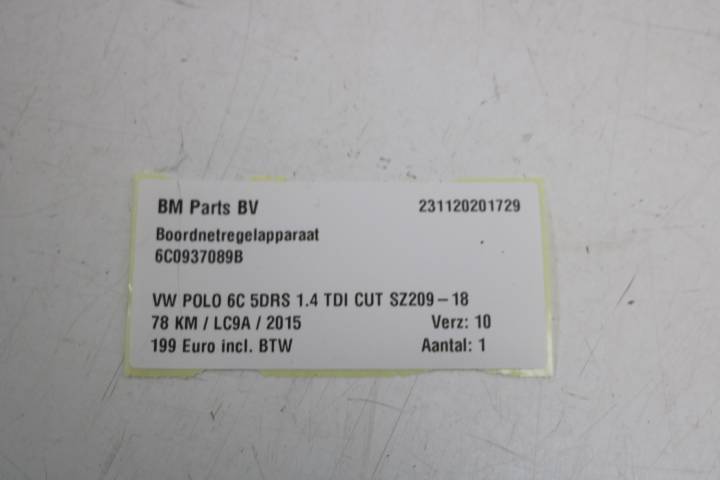 BM Parts BV 231120201729
Boordnetregelapparaat
6C0937089B
VW POLO 6C 5DRS 1.4 TDI CUT SZ209-18
78 KM / LC9A / 2015 Verz: 10
199 Euro incl. BTW Aantal: 1